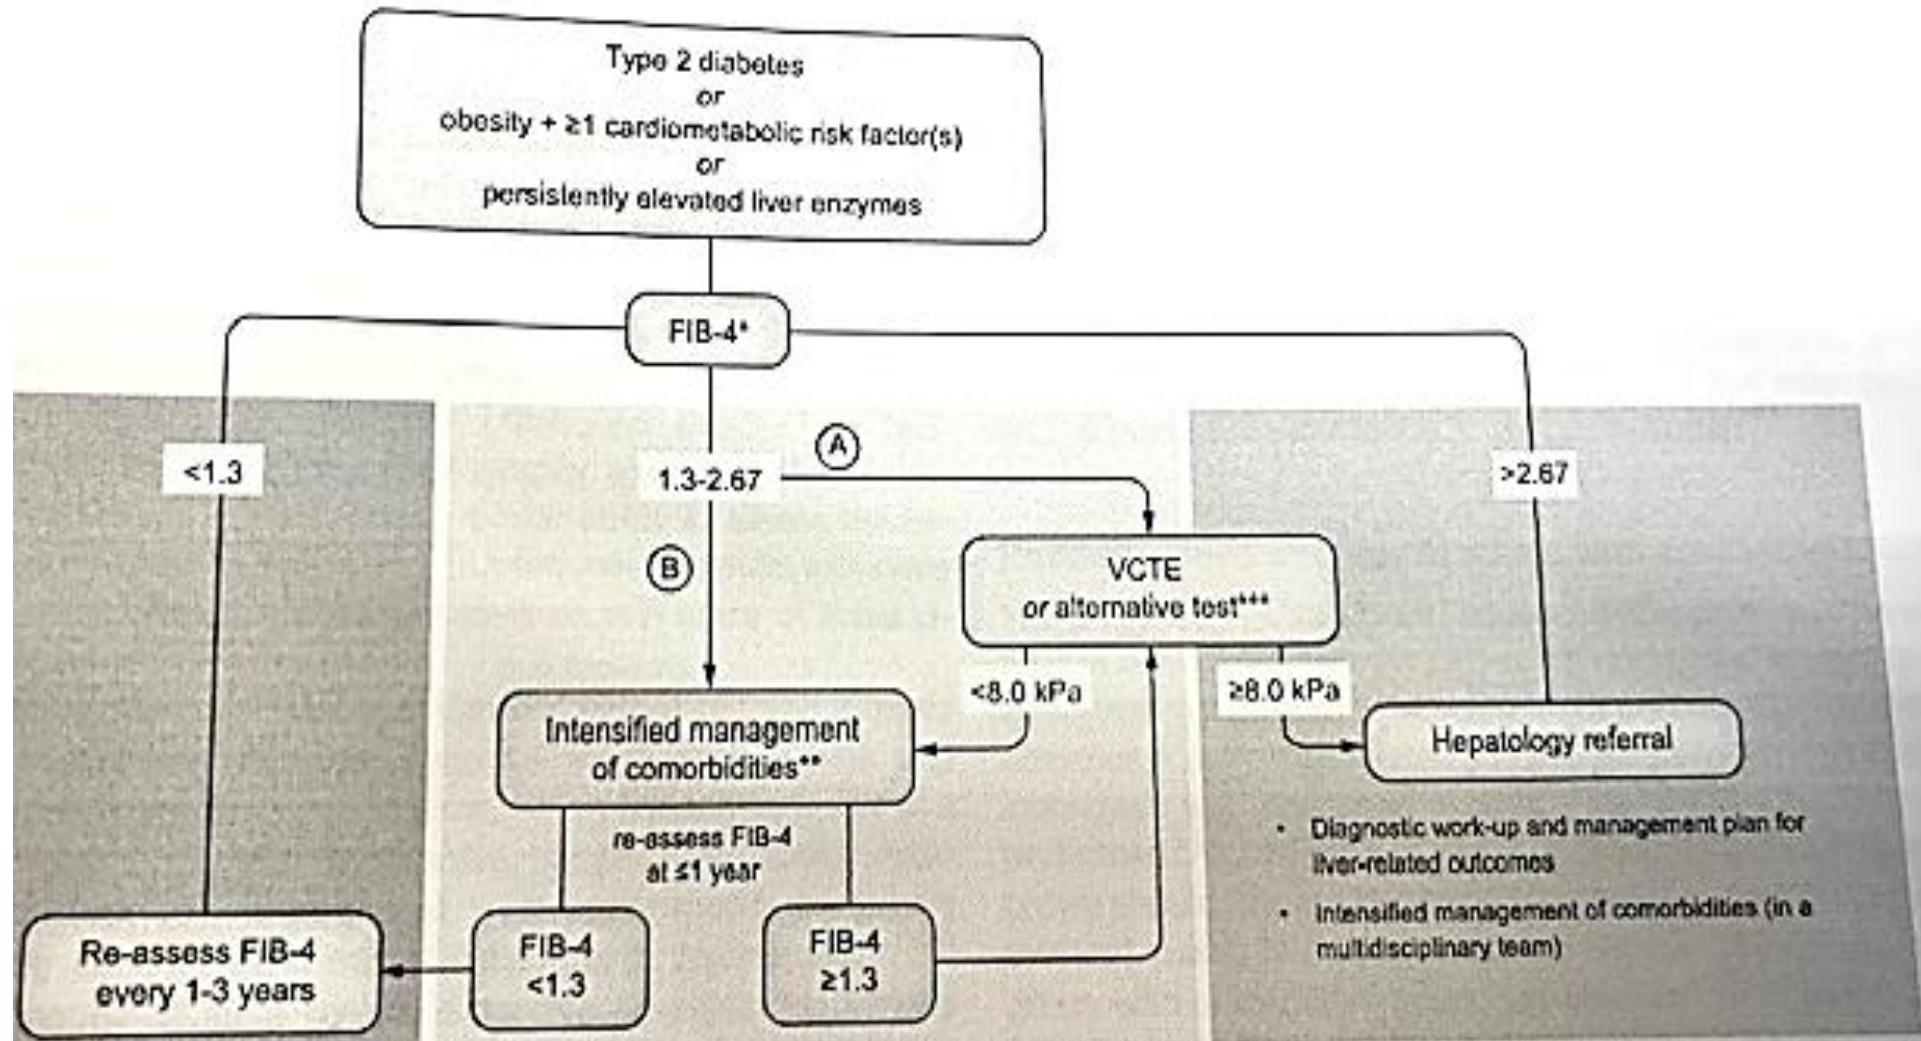 Type 2 diabetes
or
obesity + ≥1 cardiometabolic risk factor(s)
or
persistently elevated liver enzymes
FIB-4*
<1.3
1.3-2.67
A
>2.67
B
VCTE
or alternative test***
<8.0 kPa
≥8.0 kPa
Intensified management
of comorbidities**
Hepatology referral
re-assess FIB-4
at ≤1 year
• Diagnostic work-up and management plan for
liver-related outcomes
• Intensified management of comorbidities (in a
multidisciplinary team)
Re-assess FIB-4
every 1-3 years
FIB-4
<1.3
FIB-4
≥1.3